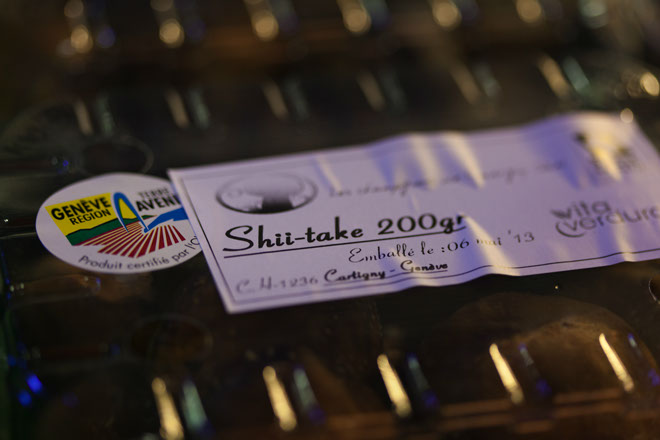 GENÈVE
RÉGION
TERRE
AVENIR
Produit certifié par l'O
Shii-take 200gr
Emballé le : 06 mai '13
vita
verdura
CH-1236 Cartigny - Genève